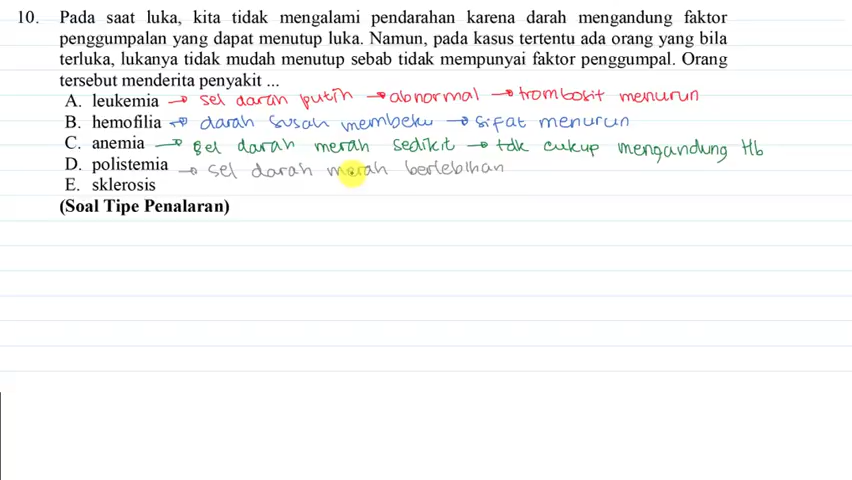 10. Pada saat luka, kita tidak mengalami pendarahan karena darah mengandung faktor
penggumpalan yang dapat menutup luka. Namun, pada kasus tertentu ada orang yang bila
terluka, lukanya tidak mudah menutup sebab tidak mempunyai faktor penggumpal. Orang
tersebut menderita penyakit ...
A. leukemia → sel darah putih → abnormal → trombosit menurun
B. hemofilia → darah susah membeku → sifat menurun
C. anemia → sel darah merah sedikit → tdk cukup mengandung Hb
D. polistemia → sel darah merah berlebihan
E. sklerosis
(Soal Tipe Penalaran)